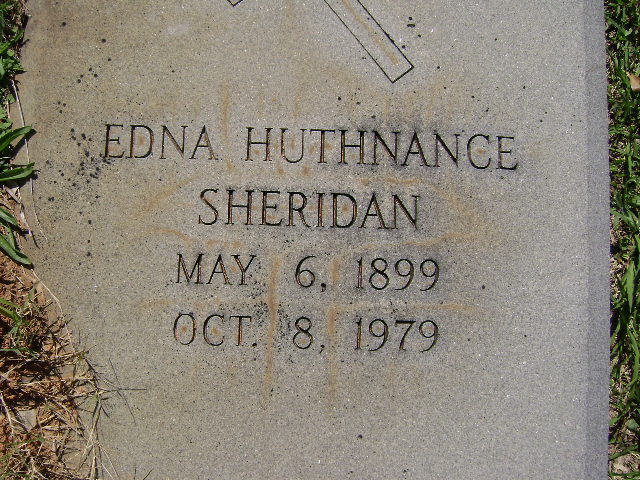 EDNA HUTHNANCE
SHERIDAN
MAY 6, 1899
OCT. 8, 1979